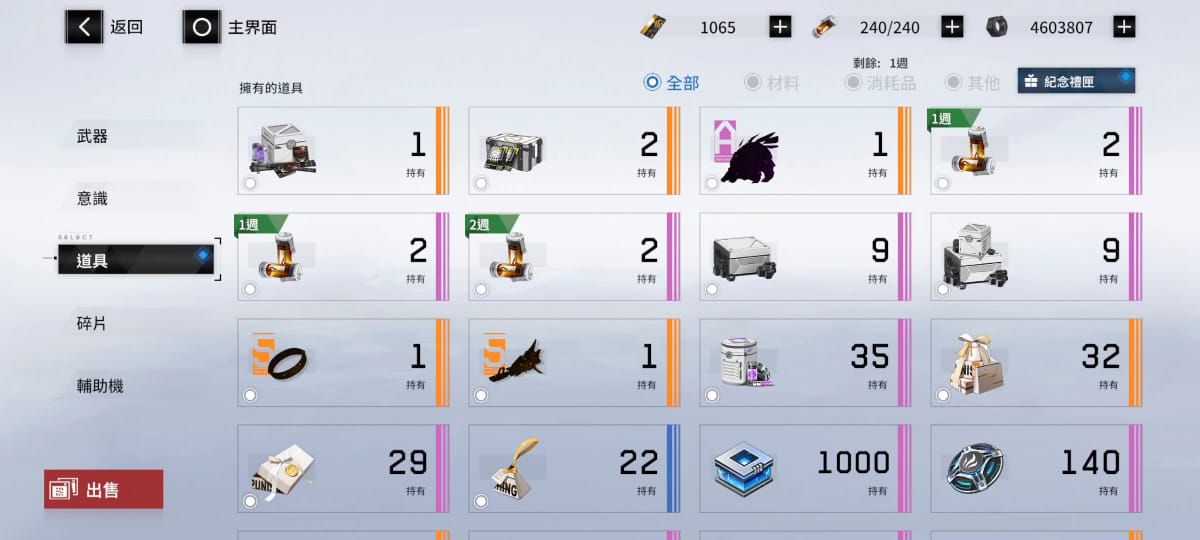 返回
主界面
1065
240/240
4603807
剩餘: 1週
擁有的道具
全部
材料
消耗品
其他
紀念禮匣
武器
意識
SELECT
道具
碎片
輔助機
出售
1
持有
2
持有
1
持有
1週
2
持有
1週
2
持有
2週
2
持有
9
持有
9
持有
S
1
持有
S
1
持有
35
持有
32
持有
29
持有
22
持有
1000
持有
140
持有